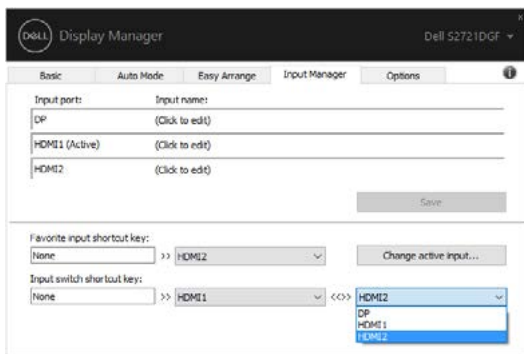 DELL Display Manager Dell S2721DGF
Basic Auto Mode Easy Arrange Input Manager Options
Input port: Input name:
DP (Click to edit)
HDMI1 (Active) (Click to edit)
HDMI2 (Click to edit)
Save
Favorite input shortcut key:
None >> HDMI2 Change active input...
Input switch shortcut key:
None >> HDMI1 <<>> HDMI2
DP
HDMI1
HDMI2